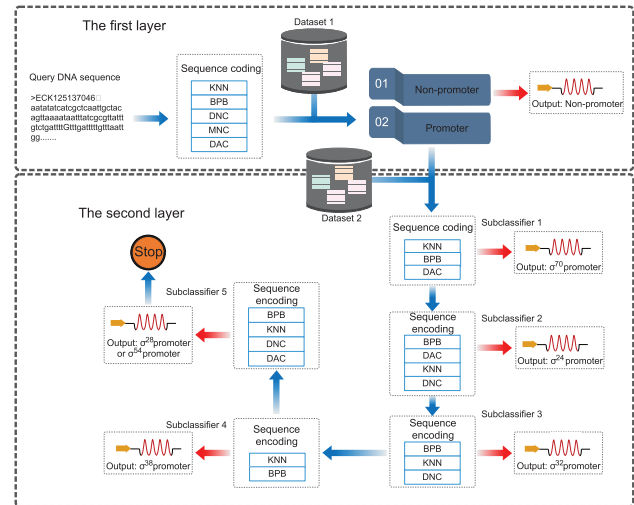 The first layer
Dataset 1
Query DNA sequence
>ECK125137046
aatatatcatcgctcaattgctac
agttaaaataatttatcgcgttattt
gtctgattttGtttgatttttgtttaatt
gg.......
Sequence coding
KNN
BPB
DNC
MNC
DAC
01
Non-promoter
02
Promoter
Output: Non-promoter
The second layer
Dataset 2
Sequence coding
KNN
BPB
DAC
Subclassifier 1
Output: σ70promoter
Sequence
encoding
BPB
DAC
KNN
DNC
Subclassifier 2
Output: σ24promoter
Sequence
encoding
BPB
KNN
DNC
Subclassifier 3
Output: σ32promoter
Sequence
encoding
KNN
BPB
Subclassifier 4
Output: σ38promoter
Sequence
encoding
BPB
KNN
DNC
DAC
Subclassifier 5
Output: σ28promoter
or σ54promoter
Stop